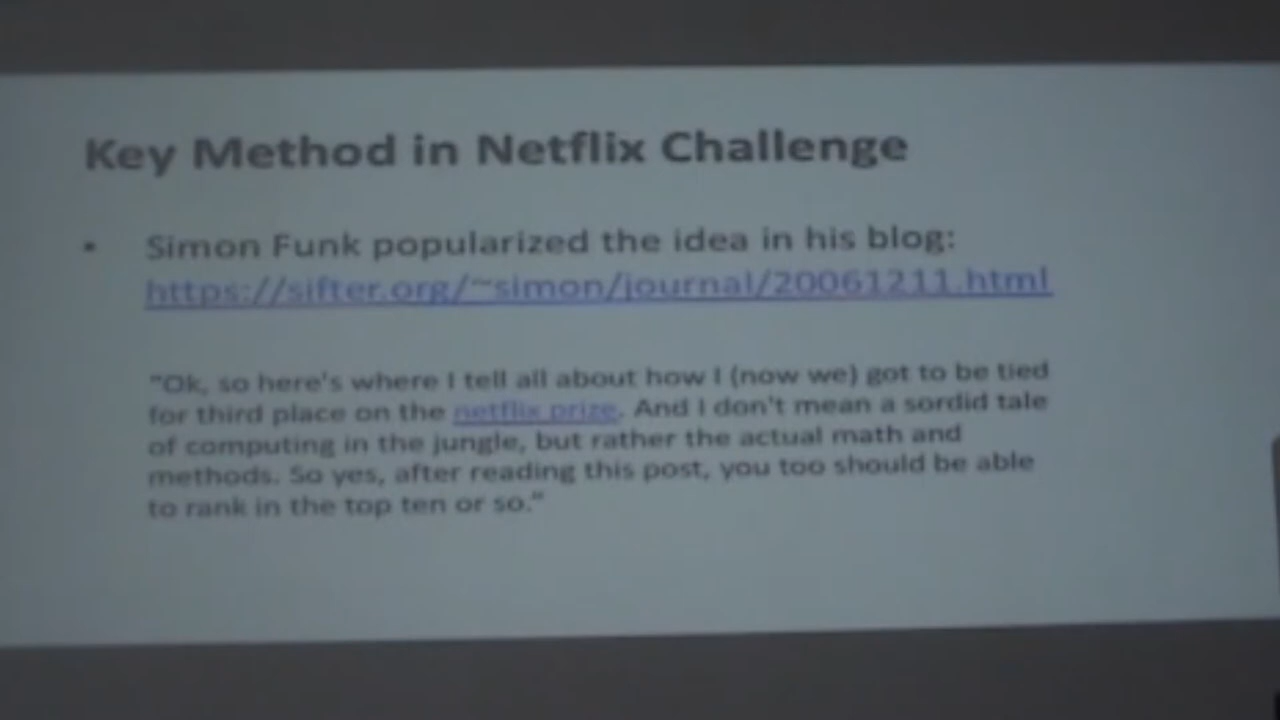 Key Method in Netflix Challenge
• Simon Funk popularized the idea in his blog:
https://sifter.org/~simon/journal/20061211.html
"Ok, so here's where I tell all about how I (now we) got to be tied
for third place on the netflix prize. And I don't mean a sordid tale
of computing in the jungle, but rather the actual math and
methods. So yes, after reading this post, you too should be able
to rank in the top ten or so."